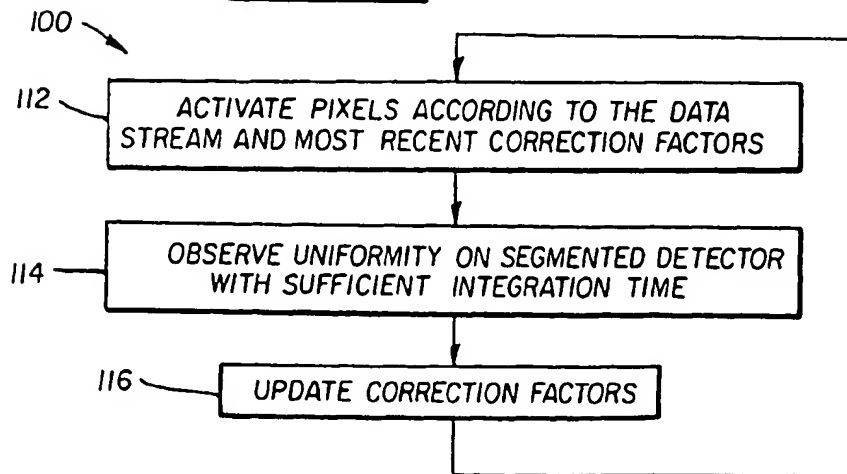 100
112
ACTIVATE PIXELS ACCORDING TO THE DATA
STREAM AND MOST RECENT CORRECTION FACTORS
114
OBSERVE UNIFORMITY ON SEGMENTED DETECTOR
WITH SUFFICIENT INTEGRATION TIME
116
UPDATE CORRECTION FACTORS